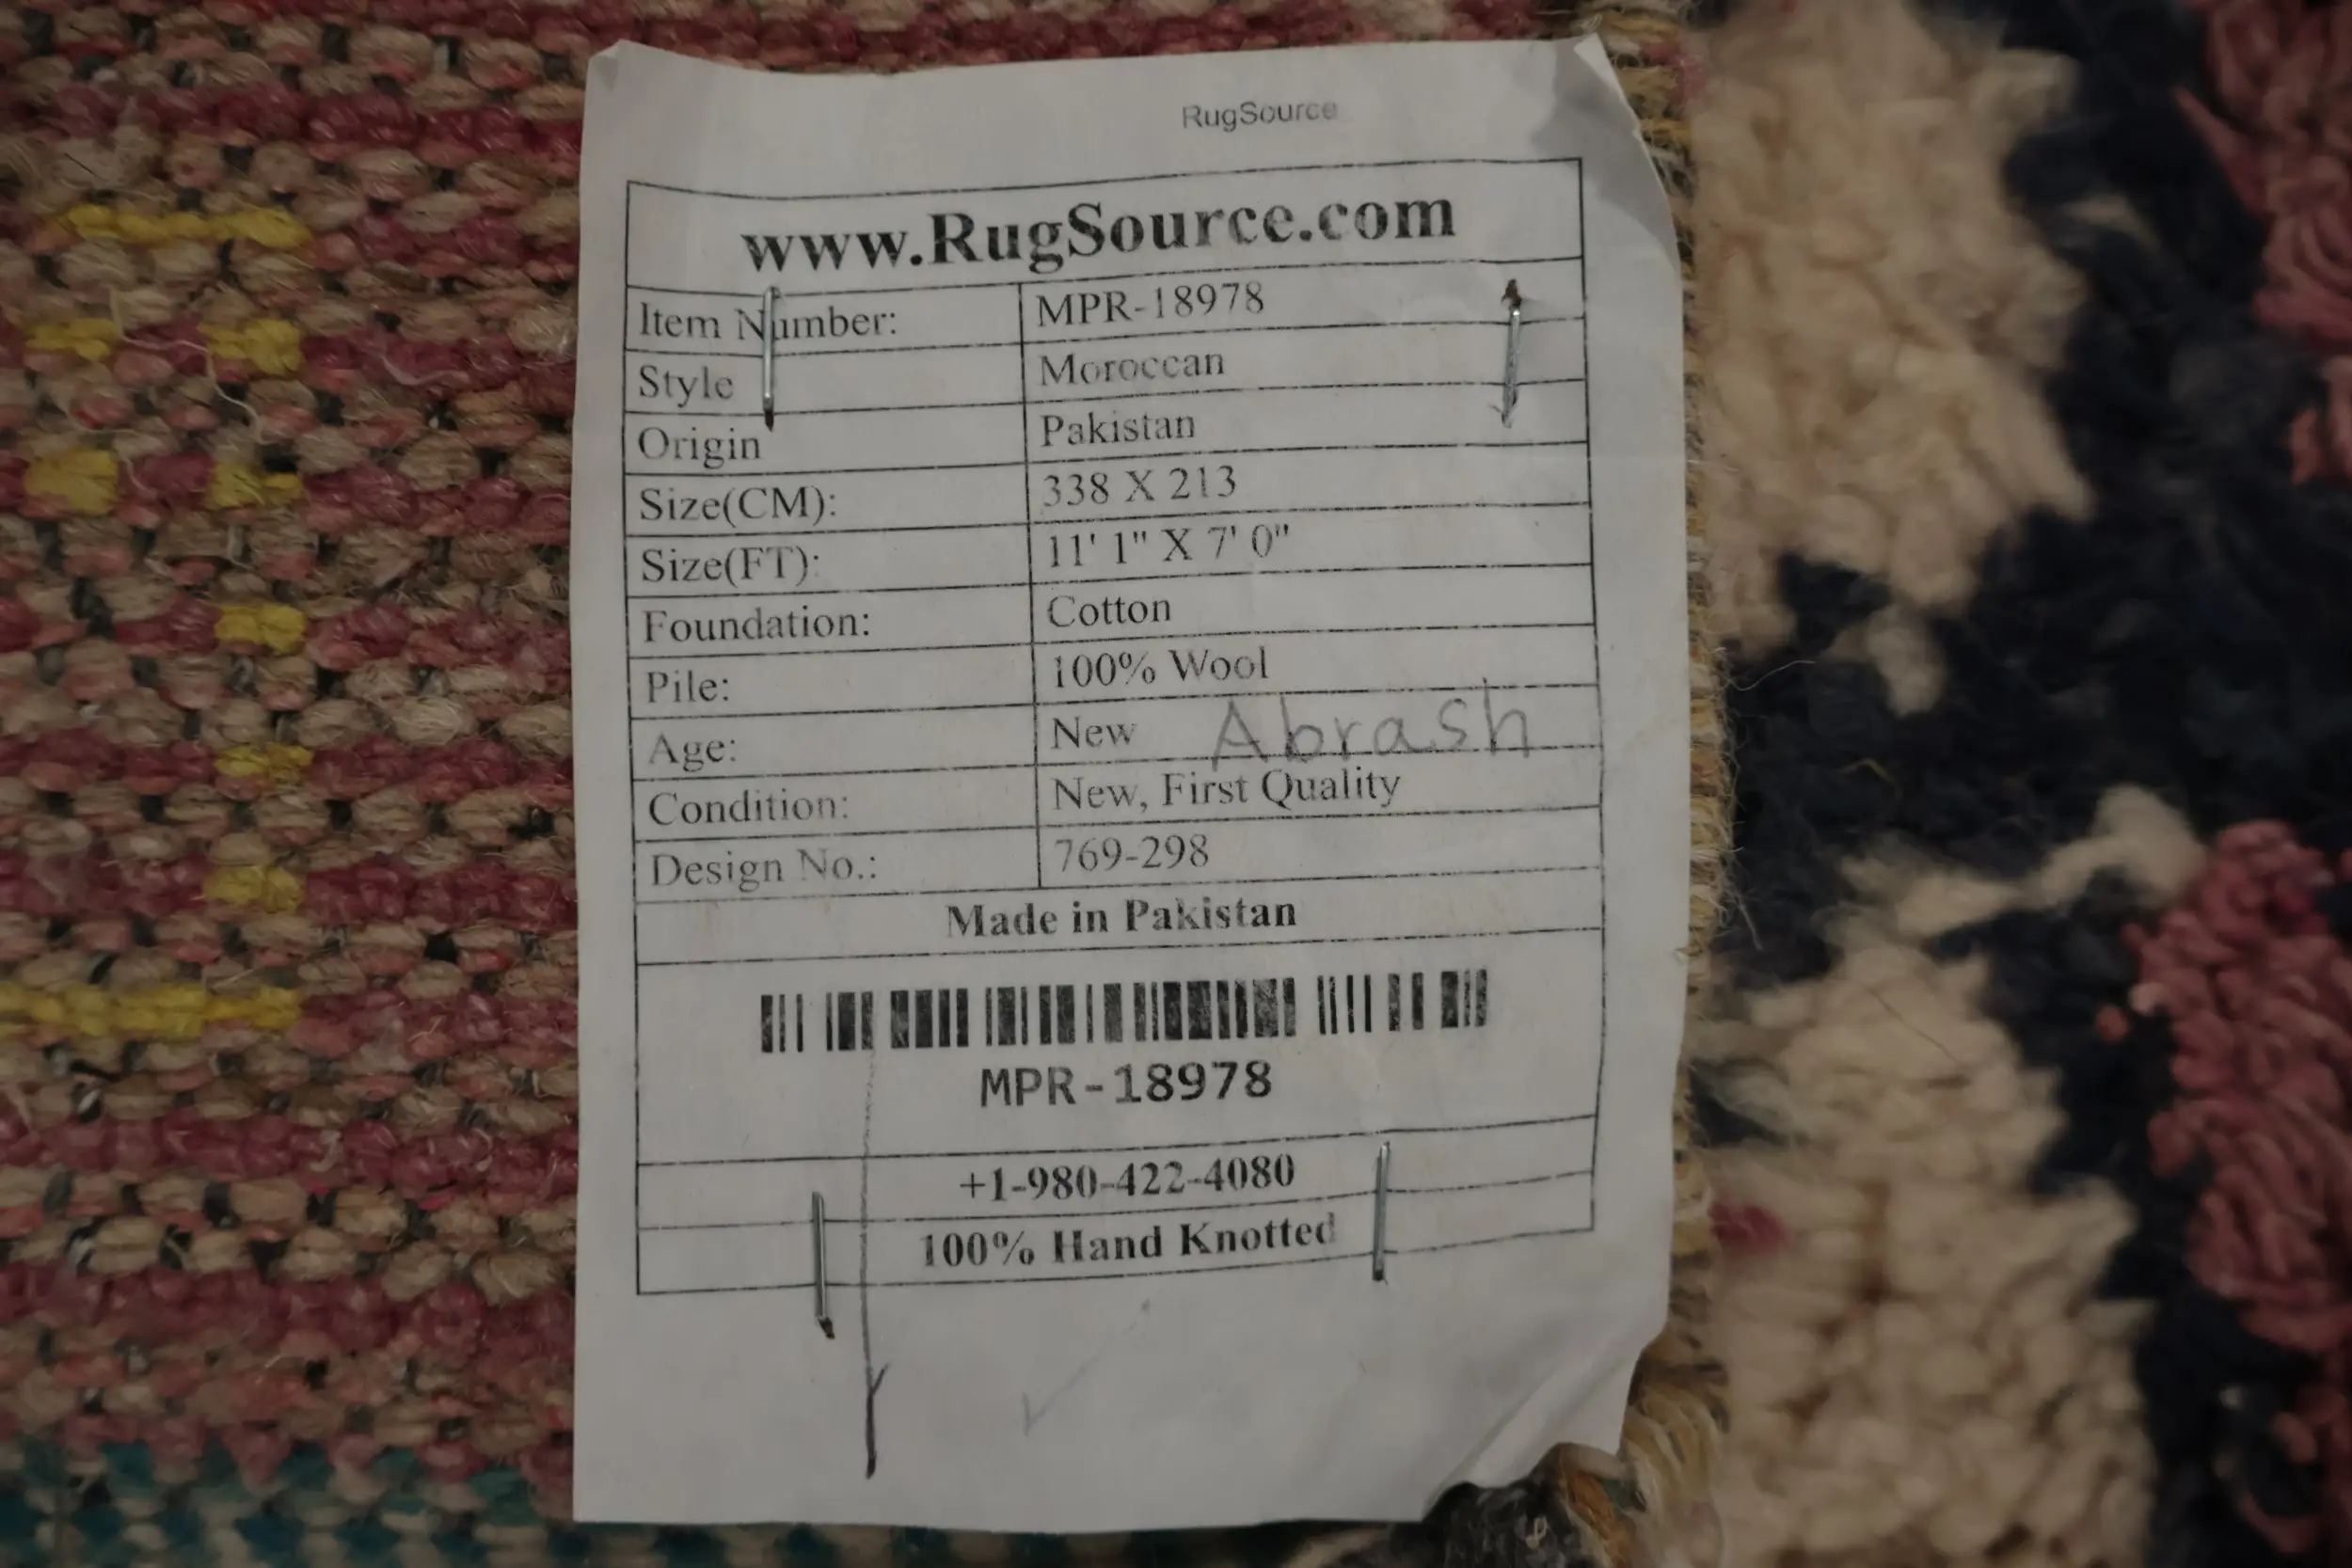 RugSource
www.RugSource.com
Item Number: MPR-18978
Style Moroccan
Origin Pakistan
Size(CM): 338 X 213
Size(FT): 11' 1" X 7' 0"
Foundation: Cotton
Pile: 100% Wool
Age: New Abrash
Condition: New, First Quality
Design No.: 769-298
Made in Pakistan
MPR-18978
+1-980-422-4080
100% Hand Knotted